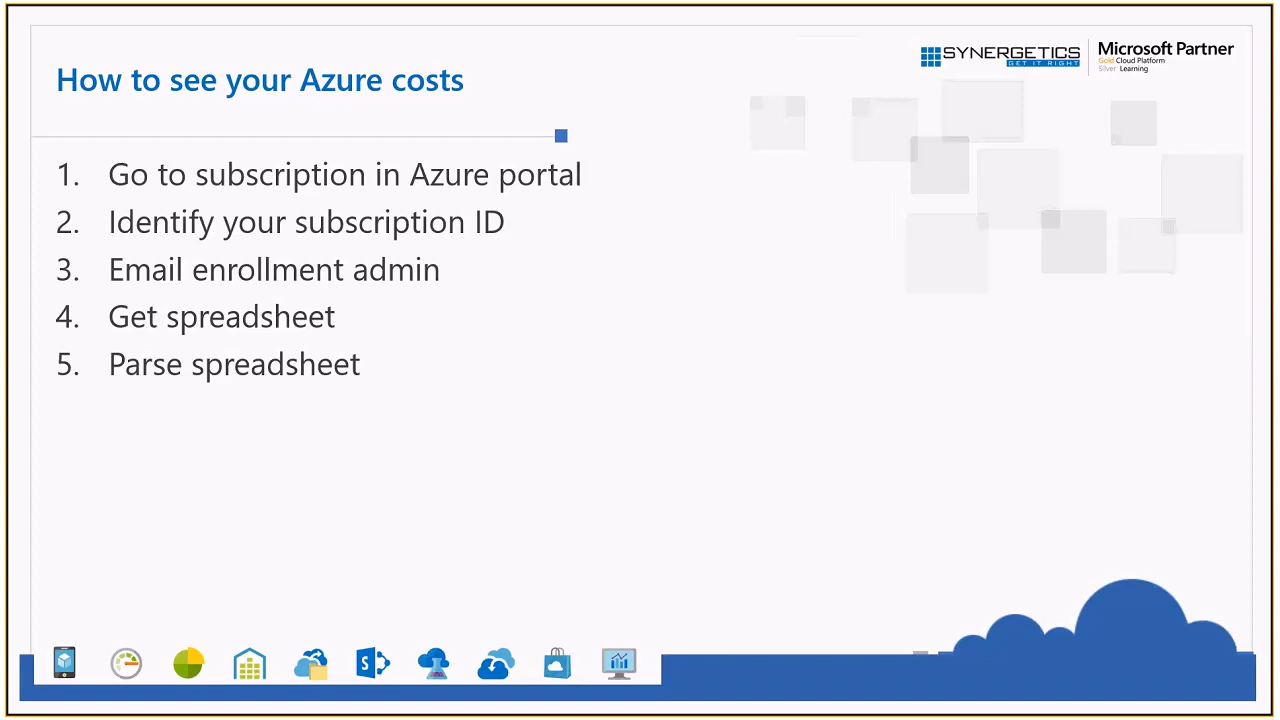 How to see your Azure costs
SYNERGETICS
GET IT RIGHT
Microsoft Partner
Gold Cloud Platform
Silver Learning
1. Go to subscription in Azure portal
2. Identify your subscription ID
3. Email enrollment admin
4. Get spreadsheet
5. Parse spreadsheet
S